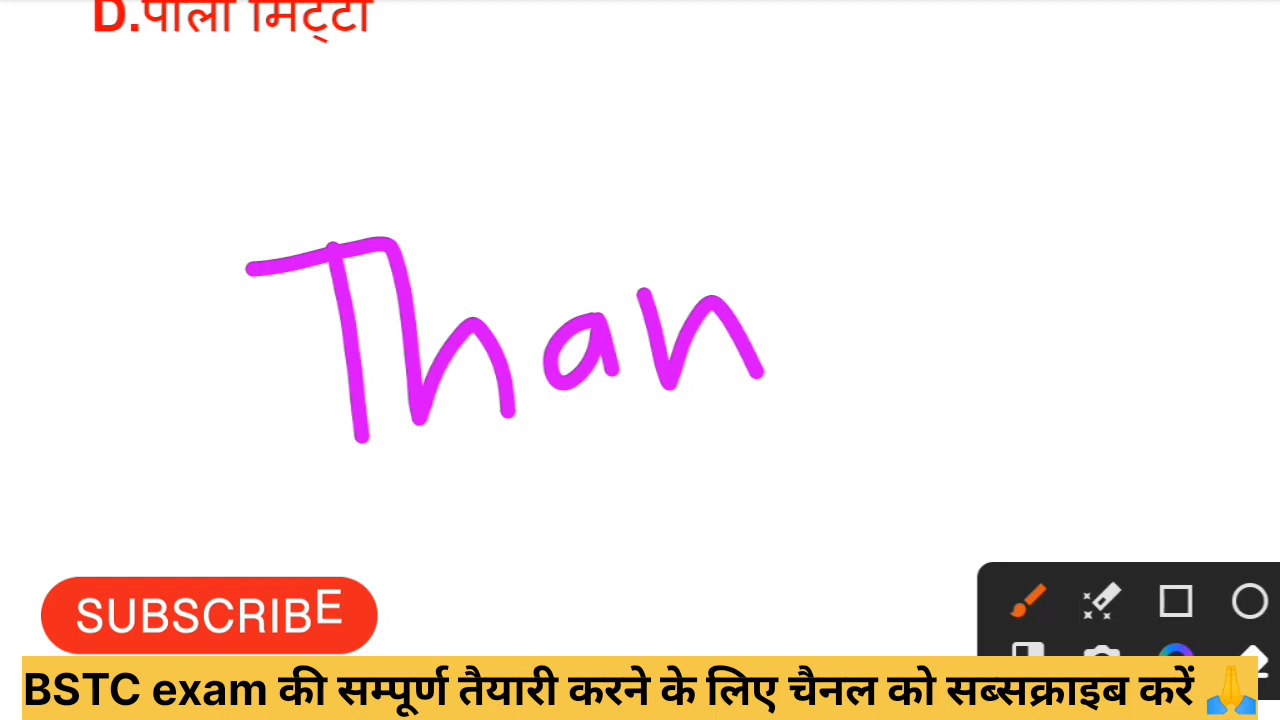 D.पीली मिट्टी
Than
SUBSCRIBE
BSTC exam की सम्पूर्ण तैयारी करने के लिए चैनल को सब्सक्राइब करें 🙏